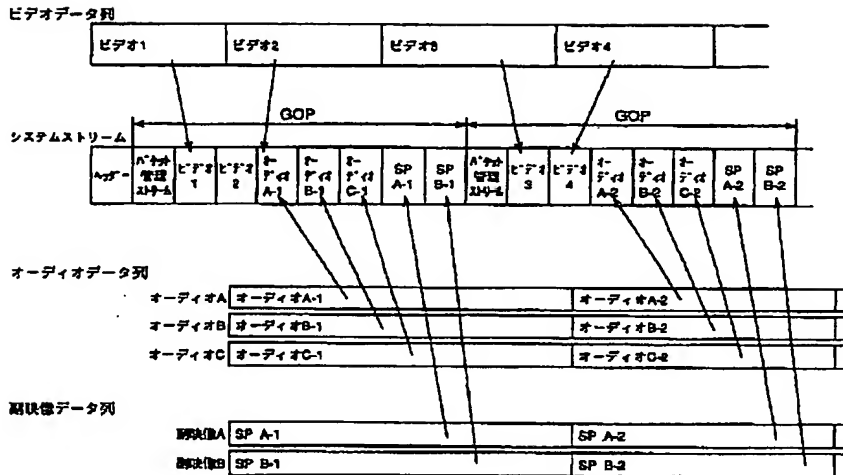 ビデオデータ列
ビデオ1 ビデオ2 ビデオ3 ビデオ4
GOP GOP
システムストリーム
ヘッダー パケット管理ストリーム ビデオ1 ビデオ2 オーディオA-1 オーディオB-1 オーディオC-1 SP A-1 SP B-1 パケット管理ストリーム ビデオ3 ビデオ4 オーディオA-2 オーディオB-2 オーディオC-2 SP A-2 SP B-2
オーディオデータ列
オーディオA オーディオA-1 オーディオA-2
オーディオB オーディオB-1 オーディオB-2
オーディオC オーディオC-1 オーディオC-2
副映像データ列
副映像A SP A-1 SP A-2
副映像B SP B-1 SP B-2